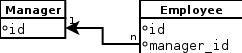 Manager
id
1
n
Employee
id
manager_id